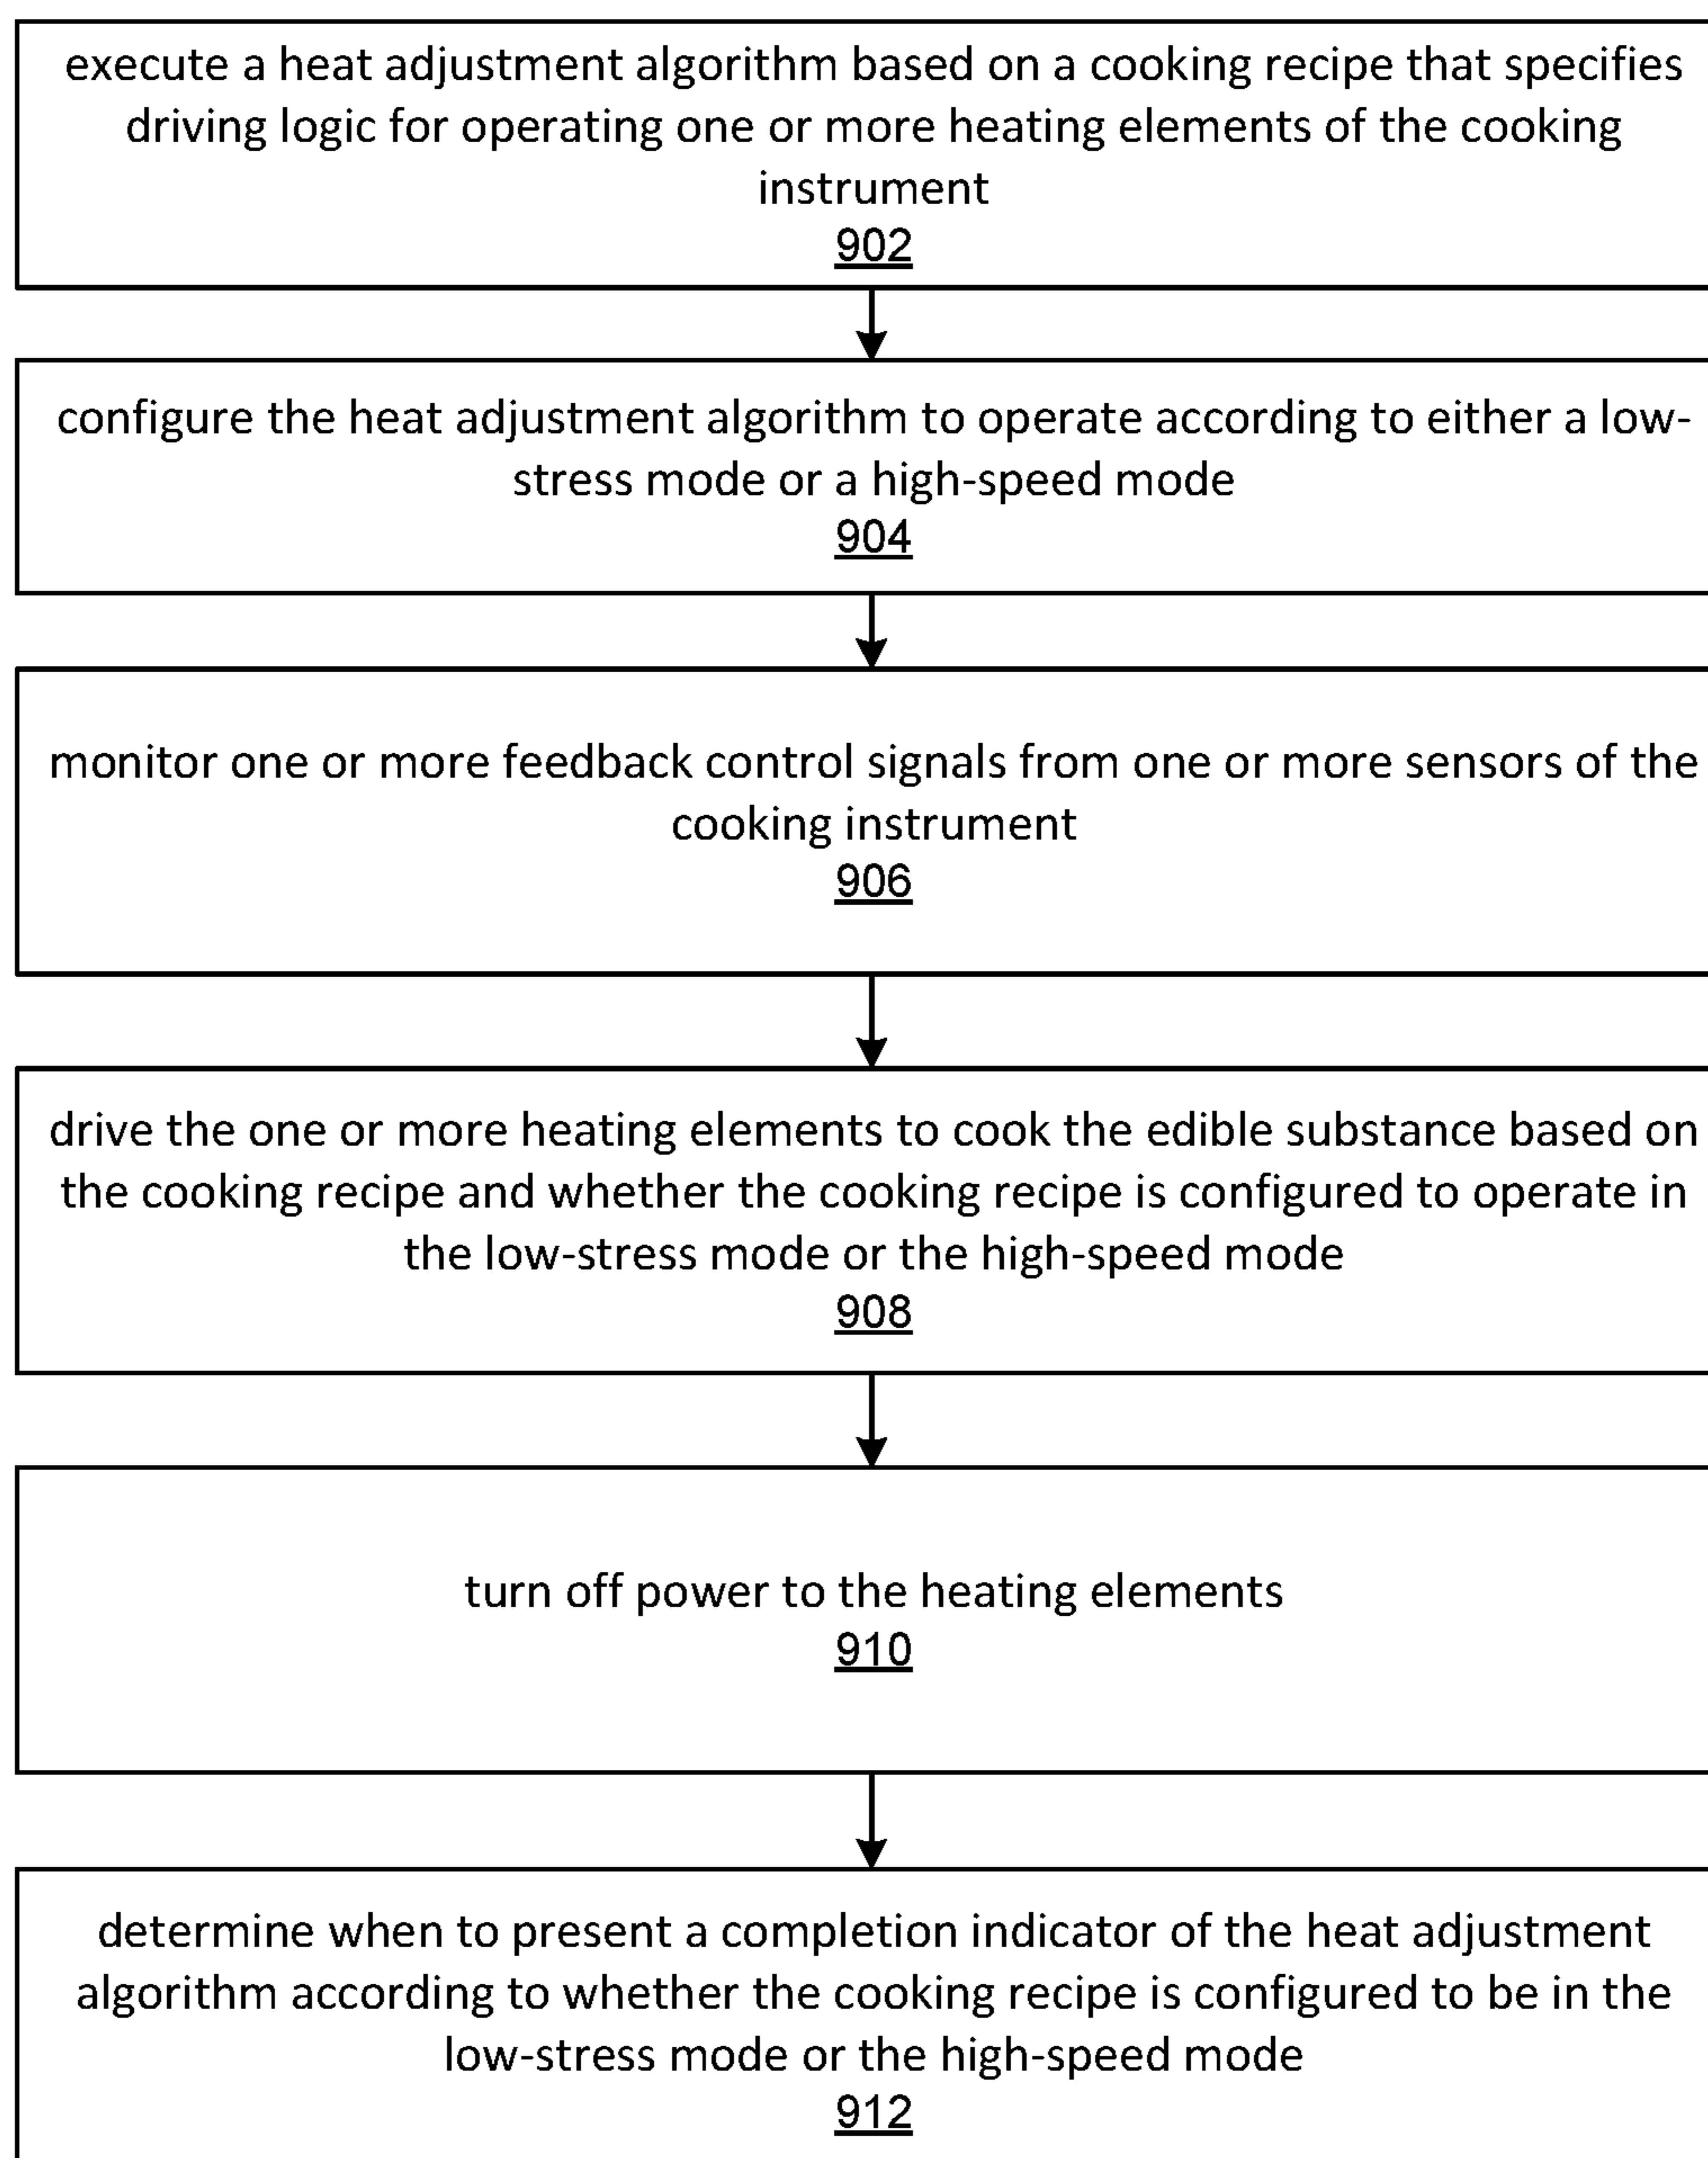 execute a heat adjustment algorithm based on a cooking recipe that specifies
driving logic for operating one or more heating elements of the cooking
instrument
902
configure the heat adjustment algorithm to operate according to either a low-
stress mode or a high-speed mode
904
monitor one or more feedback control signals from one or more sensors of the
cooking instrument
906
drive the one or more heating elements to cook the edible substance based on
the cooking recipe and whether the cooking recipe is configured to operate in
the low-stress mode or the high-speed mode
908
turn off power to the heating elements
910
determine when to present a completion indicator of the heat adjustment
algorithm according to whether the cooking recipe is configured to be in the
low-stress mode or the high-speed mode
912